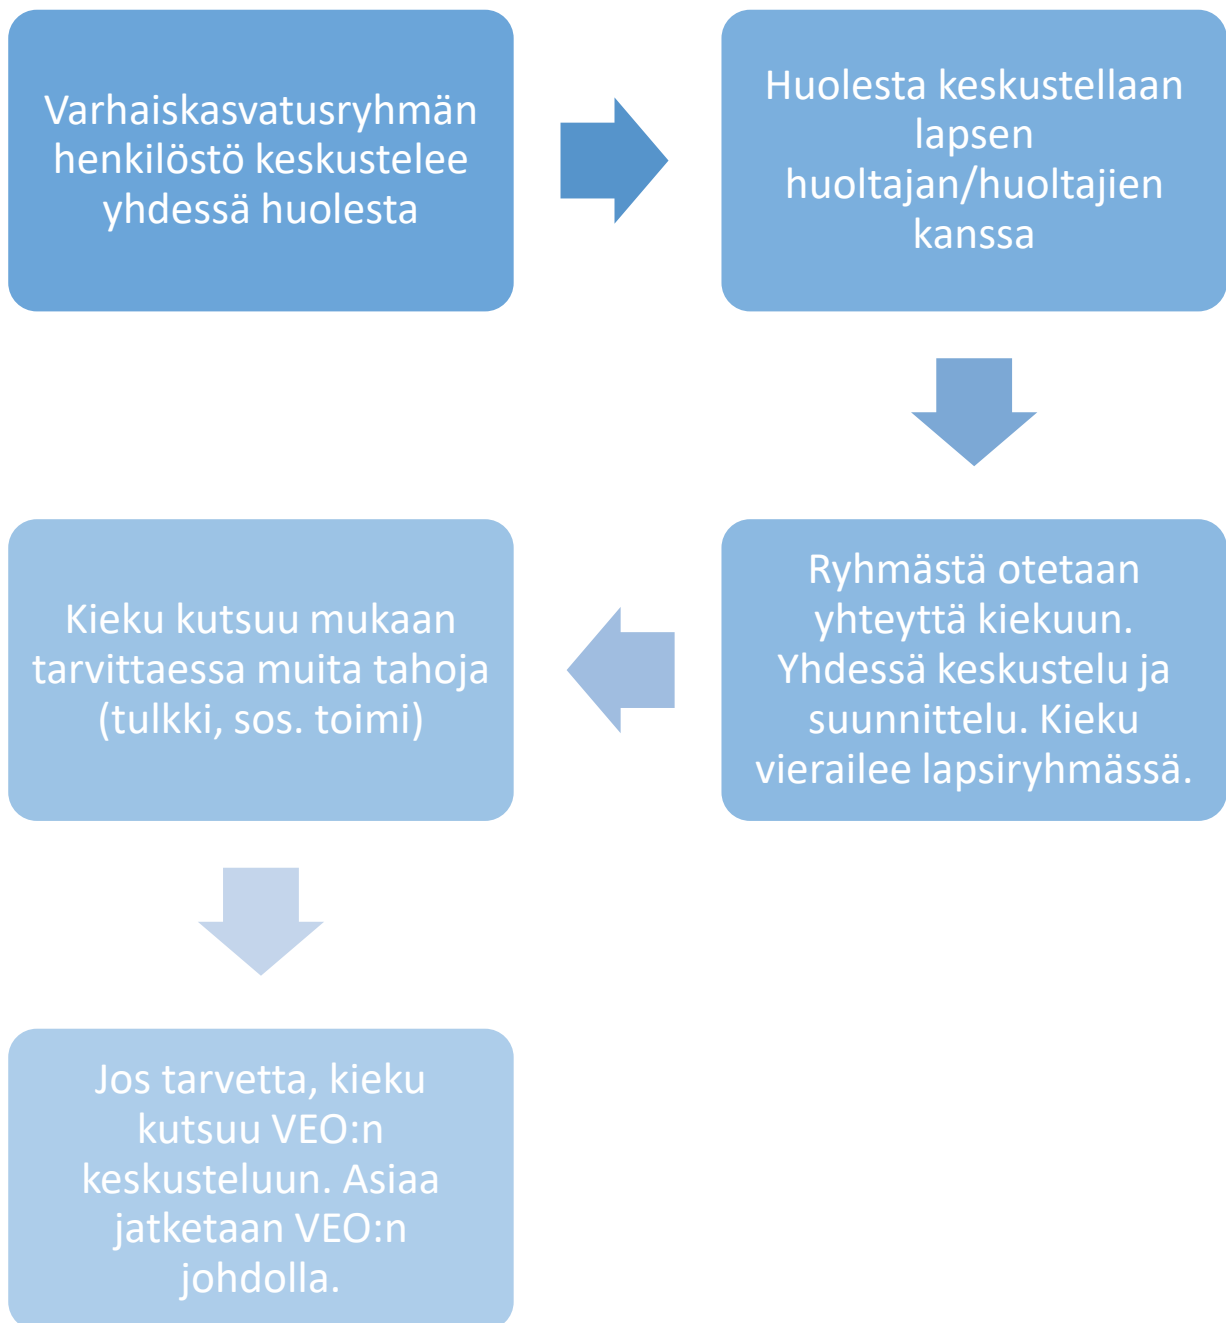 Varhaiskasvatusryhmän
henkilöstö keskustelee
yhdessä huolesta
Huolesta keskustellaan
lapsen
huoltajan/huoltajien
kanssa
Ryhmästä otetaan
yhteyttä kiekuun.
Yhdessä keskustelu ja
suunnittelu. Kieku
vierailee lapsiryhmässä.
Kieku kutsuu mukaan
tarvittaessa muita tahoja
(tulkki, sos. toimi)
Jos tarvetta, kieku
kutsuu VEO:n
keskusteluun. Asiaa
jatketaan VEO:n
johdolla.